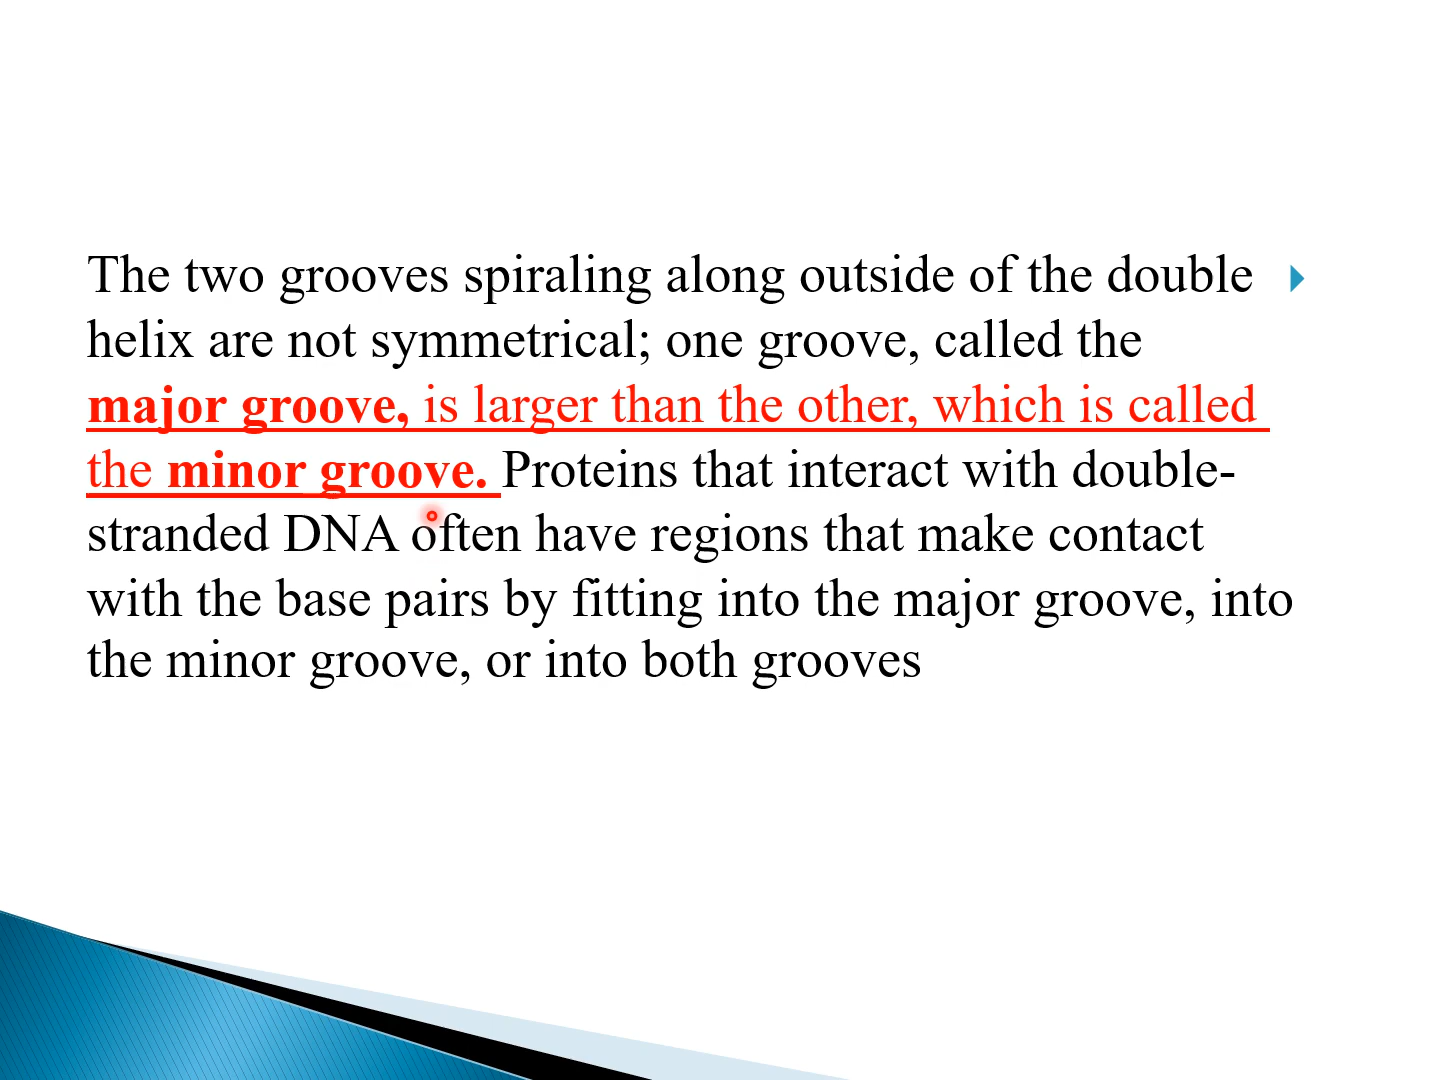 The two grooves spiraling along outside of the double
helix are not symmetrical; one groove, called the
major groove, is larger than the other, which is called
the minor groove. Proteins that interact with double-
stranded DNA often have regions that make contact
with the base pairs by fitting into the major groove, into
the minor groove, or into both grooves